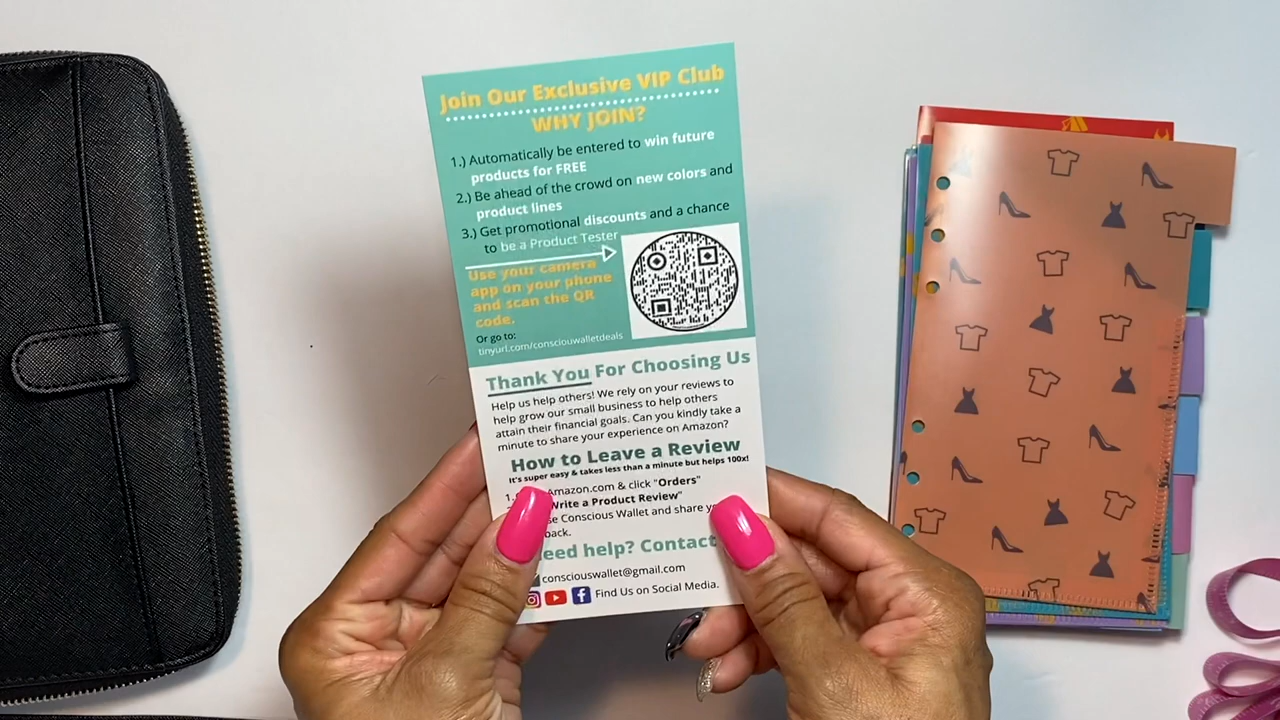 Join Our Exclusive VIP Club
WHY JOIN?
1.) Automatically be entered to win future
products for FREE
2.) Be ahead of the crowd on new colors and
product lines
3.) Get promotional discounts and a chance
to be a Product Tester
Use your camera
app on your phone
and scan the QR
code.
Or go to:
tinyurl.com/consciouwalletdeals
Thank You For Choosing Us
Help us help others! We rely on your reviews to
help grow our small business to help others
attain their financial goals. Can you kindly take a
minute to share your experience on Amazon?
How to Leave a Review
It's super easy & takes less than a minute but helps 100x!
1. Amazon.com & click "Orders"
Write a Product Review"
Conscious Wallet and share
help? Contact
consciouswallet@gmail.com
Find Us on Social Media.